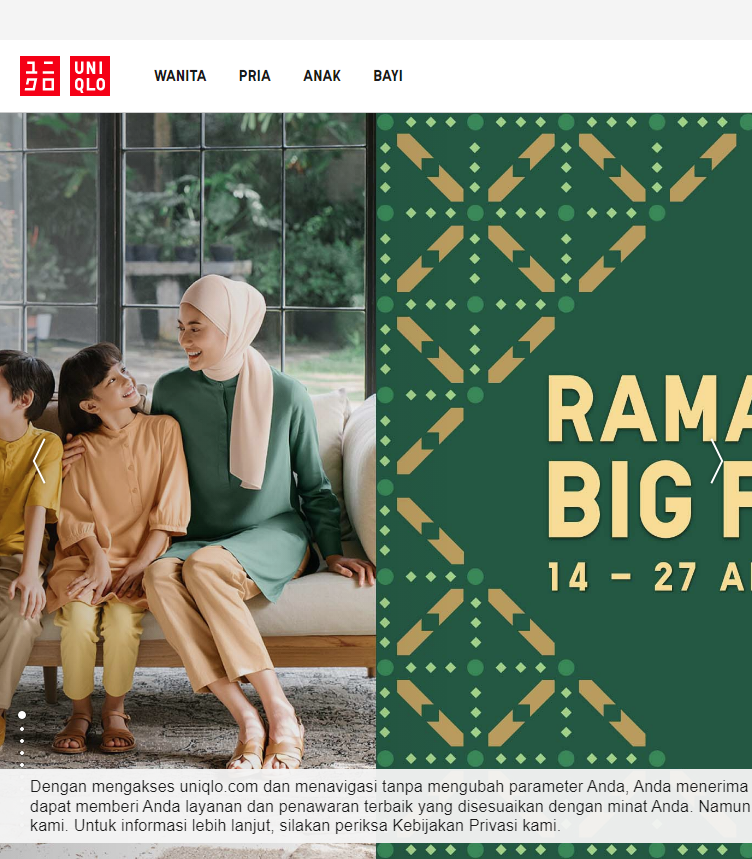 ユニ
クロ
UNI
QLO
WANITA PRIA ANAK BAYI
RAMA
BIG F
14 – 27 A
Dengan mengakses uniqlo.com dan menavigasi tanpa mengubah parameter Anda, Anda menerima
dapat memberi Anda layanan dan penawaran terbaik yang disesuaikan dengan minat Anda. Namun
kami. Untuk informasi lebih lanjut, silakan periksa Kebijakan Privasi kami.